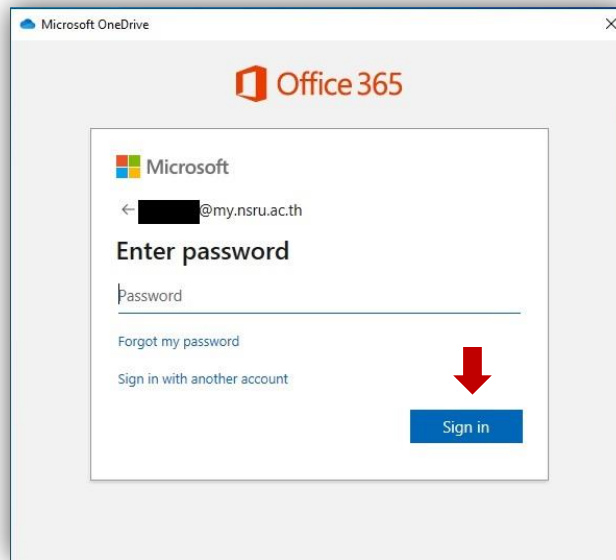 Microsoft OneDrive
Office 365
Microsoft
@my.nsru.ac.th
Enter password
Password
Forgot my password
Sign in with another account
Sign in